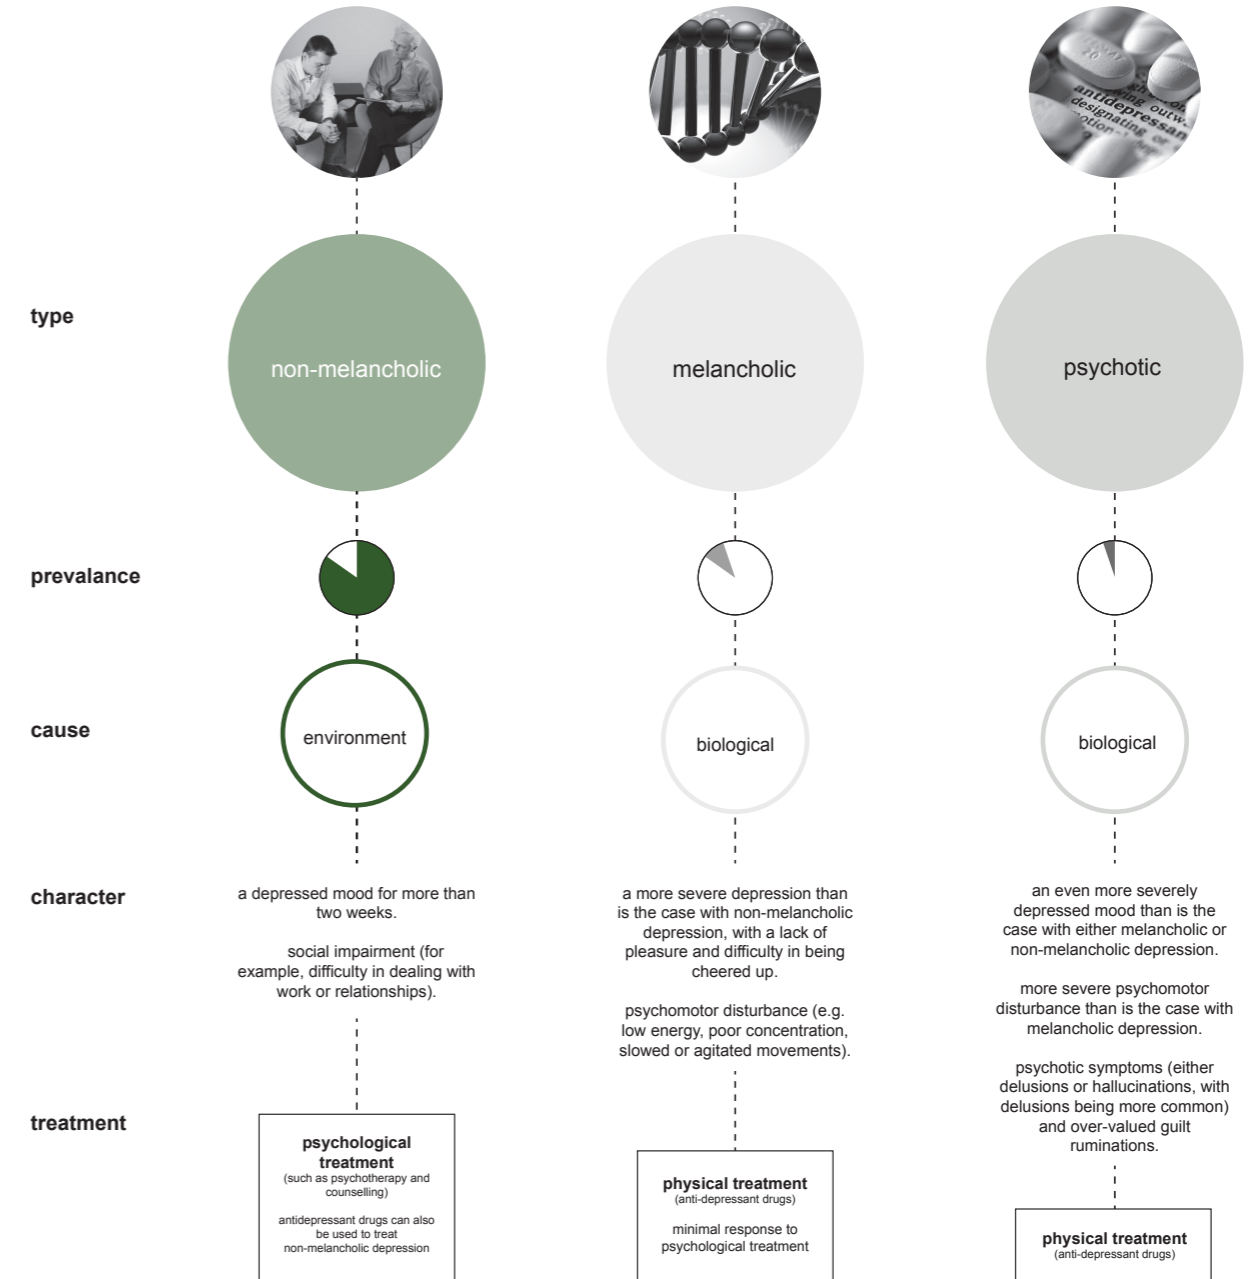 antidepressan
designating of
type
non-melancholic
melancholic
psychotic
prevalance
cause
environment
biological
biological
character
a depressed mood for more than
two weeks.
social impairment (for
example, difficulty in dealing with
work or relationships).
a more severe depression than
is the case with non-melancholic
depression, with a lack of
pleasure and difficulty in being
cheered up.
psychomotor disturbance (e.g.
low energy, poor concentration,
slowed or agitated movements).
an even more severely
depressed mood than is the
case with either melancholic or
non-melancholic depression.
more severe psychomotor
disturbance than is the case with
melancholic depression.
psychotic symptoms (either
delusions or hallucinations, with
delusions being more common)
and over-valued guilt
ruminations.
treatment
psychological
treatment
(such as psychotherapy and
counselling)
antidepressant drugs can also
be used to treat
non-melancholic depression
physical treatment
(anti-depressant drugs)
minimal response to
psychological treatment
physical treatment
(anti-depressant drugs)